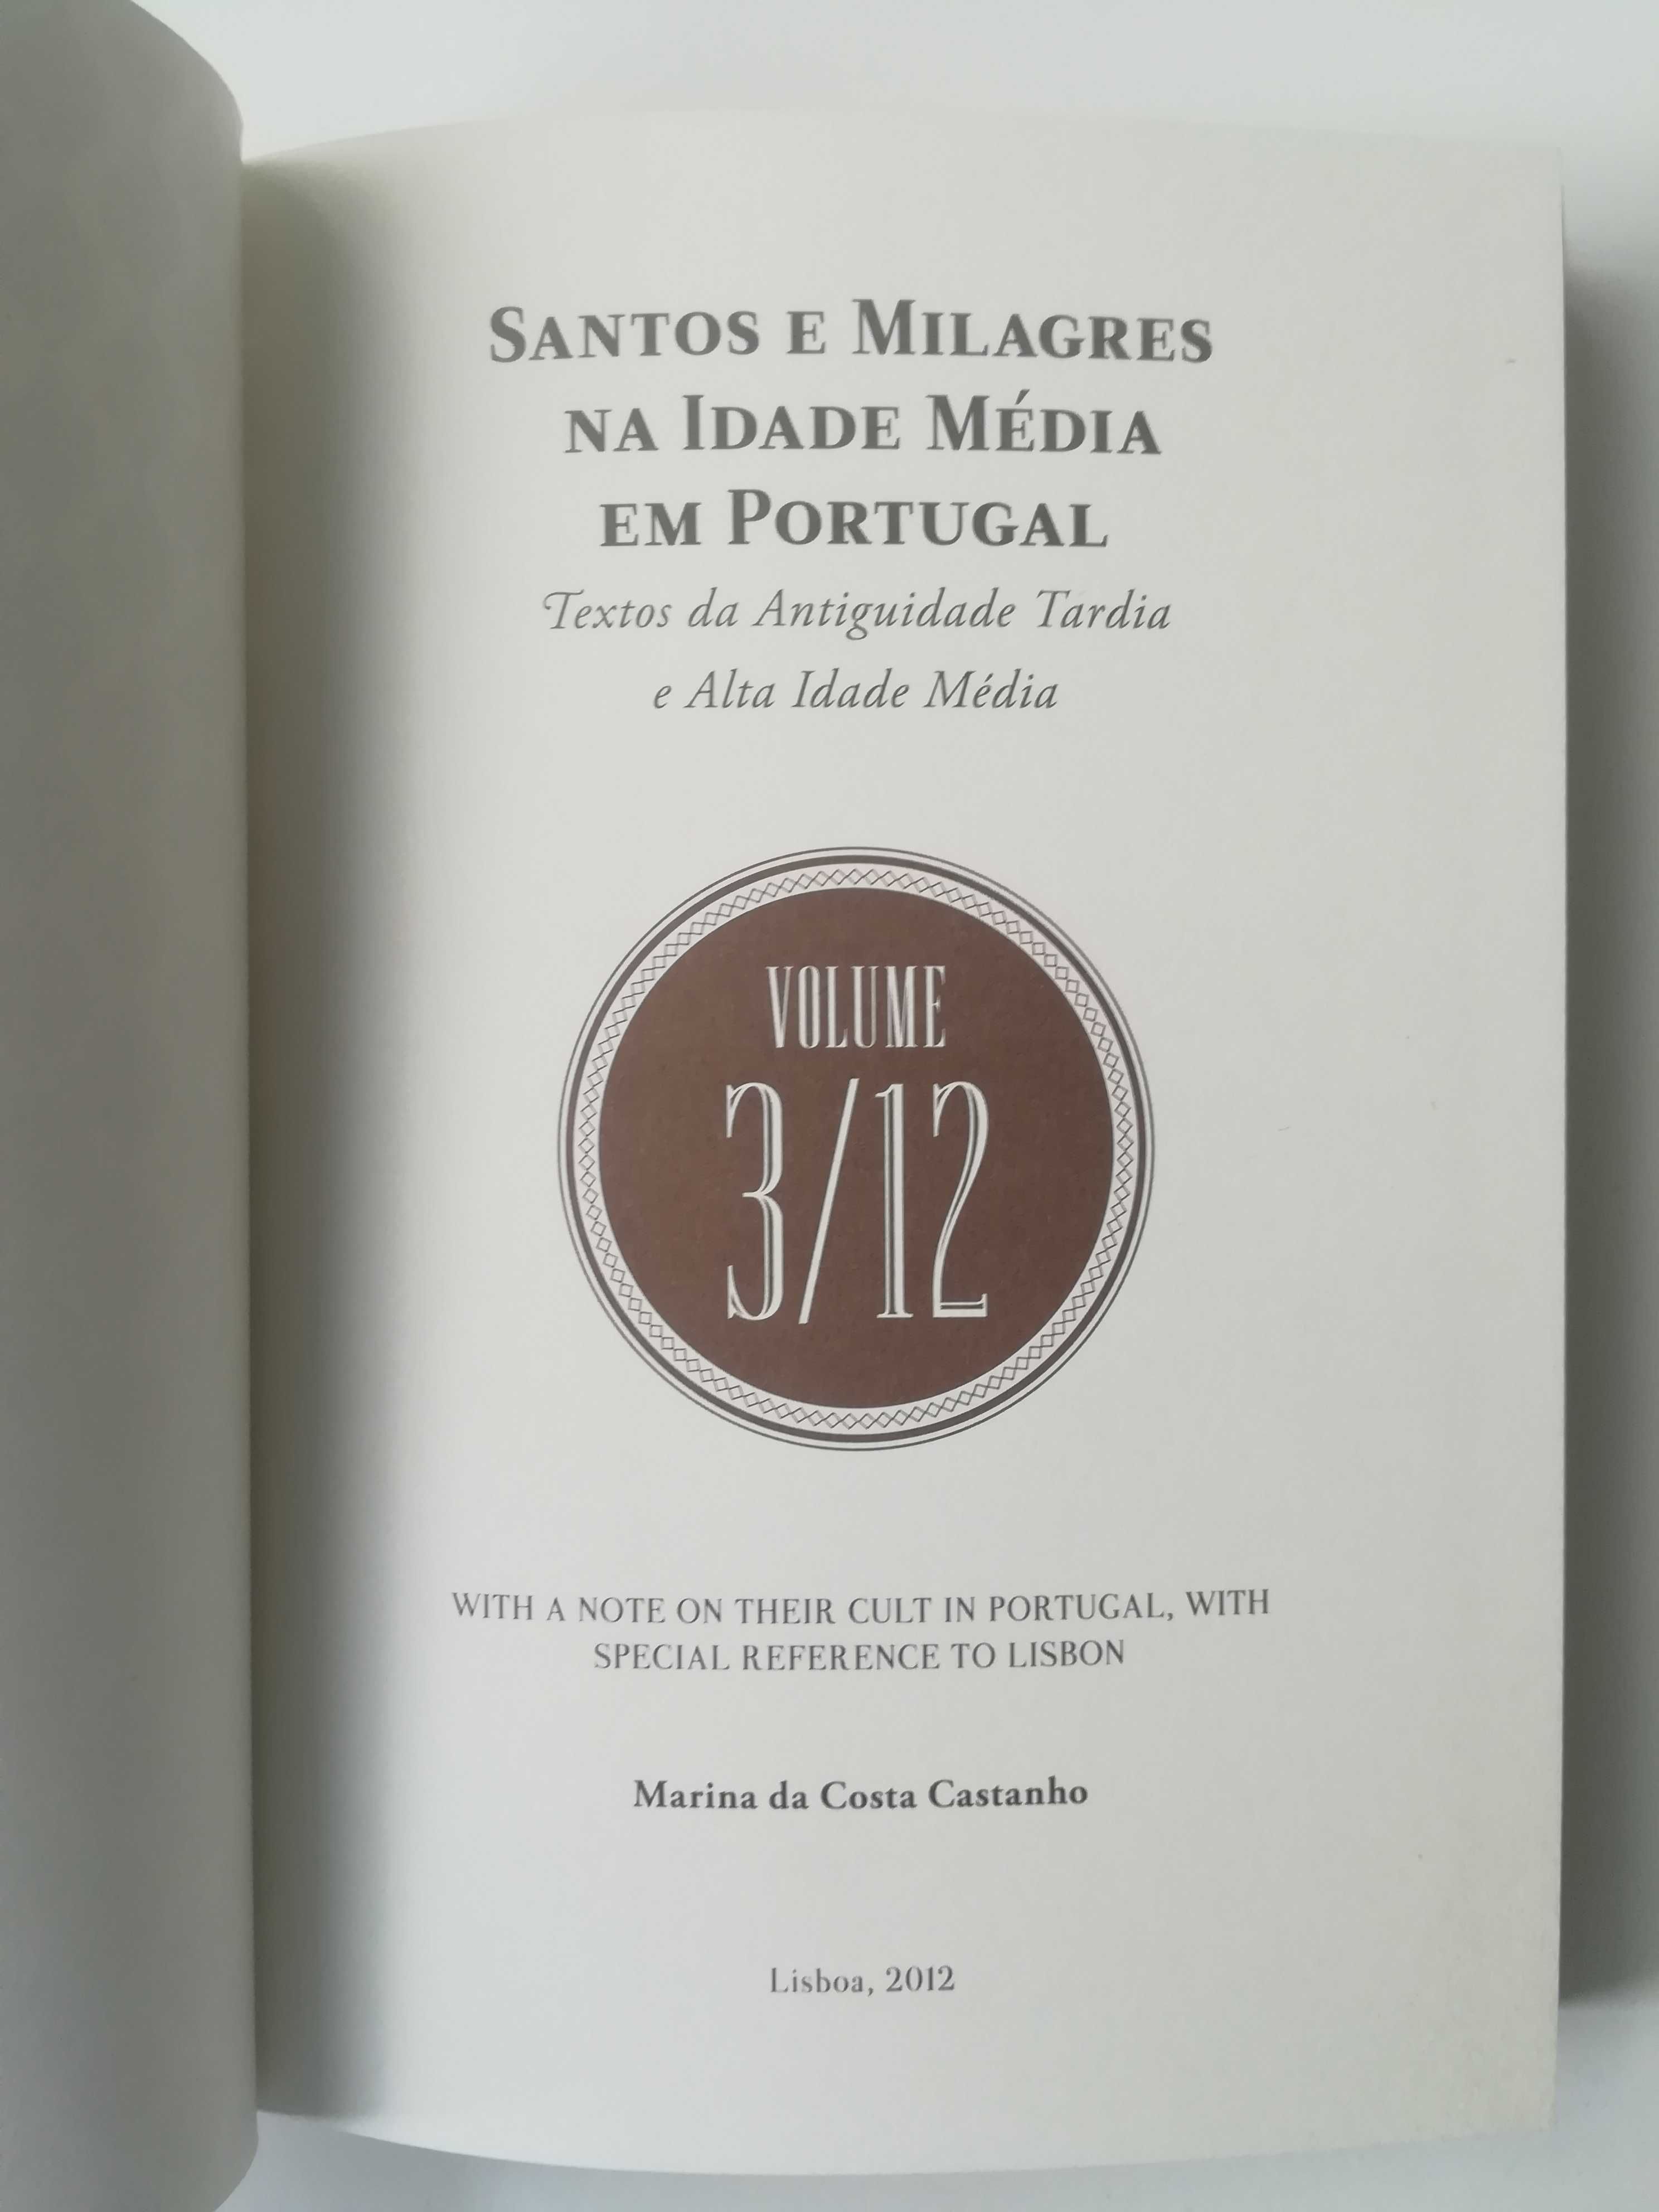 SANTOS E MILAGRES
NA IDADE MÉDIA
EM PORTUGAL
Textos da Antiguidade Tardia
e Alta Idade Média
VOLUME
3/12
WITH A NOTE ON THEIR CULT IN PORTUGAL, WITH
SPECIAL REFERENCE TO LISBON
Marina da Costa Castanho
Lisboa, 2012